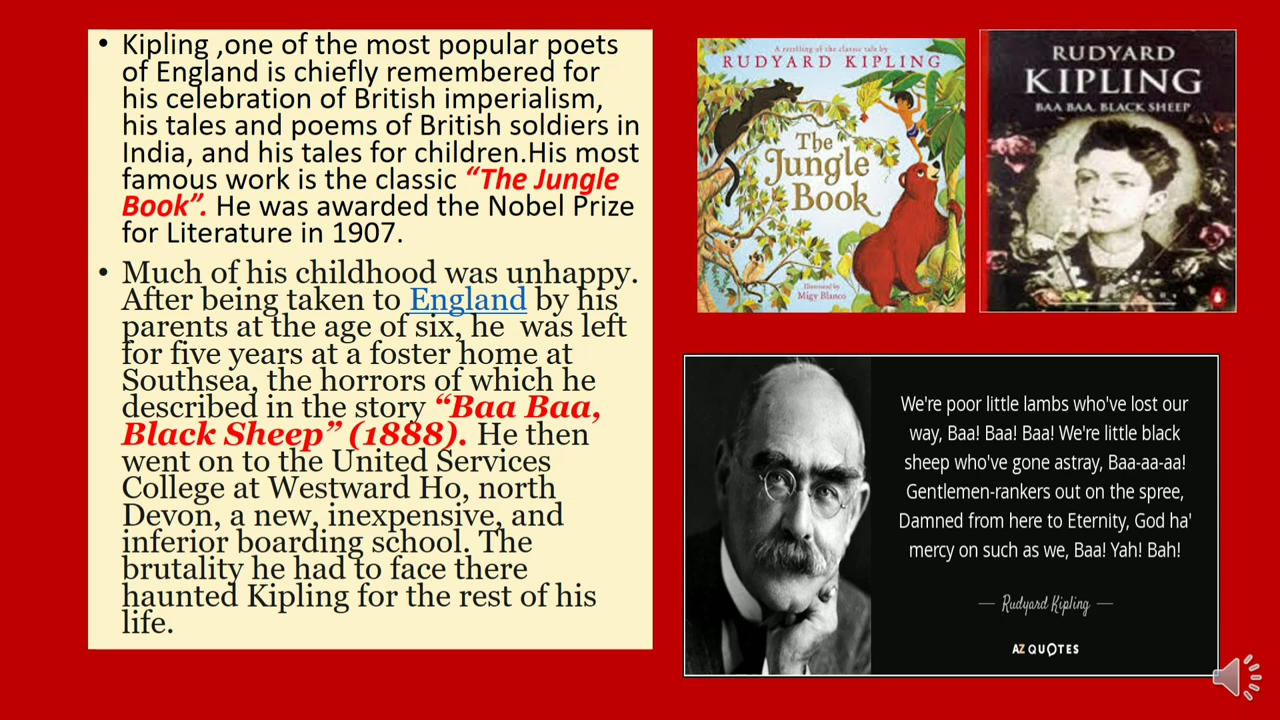 • Kipling ,one of the most popular poets
of England is chiefly remembered for
his celebration of British imperialism,
his tales and poems of British soldiers in
India, and his tales for children.His most
famous work is the classic “The Jungle
Book”. He was awarded the Nobel Prize
for Literature in 1907.
• Much of his childhood was unhappy.
After being taken to England by his
parents at the age of six, he  was left
for five years at a foster home at
Southsea, the horrors of which he
described in the story “Baa Baa,
Black Sheep” (1888). He then
went on to the United Services
College at Westward Ho, north
Devon, a new, inexpensive, and
inferior boarding school. The
brutality he had to face there
haunted Kipling for the rest of his
life.
A retelling of the classic tale by
RUDYARD KIPLING
The
Jungle
Book
Illustrated by
Migy Blanco
RUDYARD
KIPLING
BAA BAA, BLACK SHEEP
We're poor little lambs who've lost our
way, Baa! Baa! Baa! We're little black
sheep who've gone astray, Baa-aa-aa!
Gentlemen-rankers out on the spree,
Damned from here to Eternity, God ha'
mercy on such as we, Baa! Yah! Bah!
— Rudyard Kipling —
AZ QUOTES